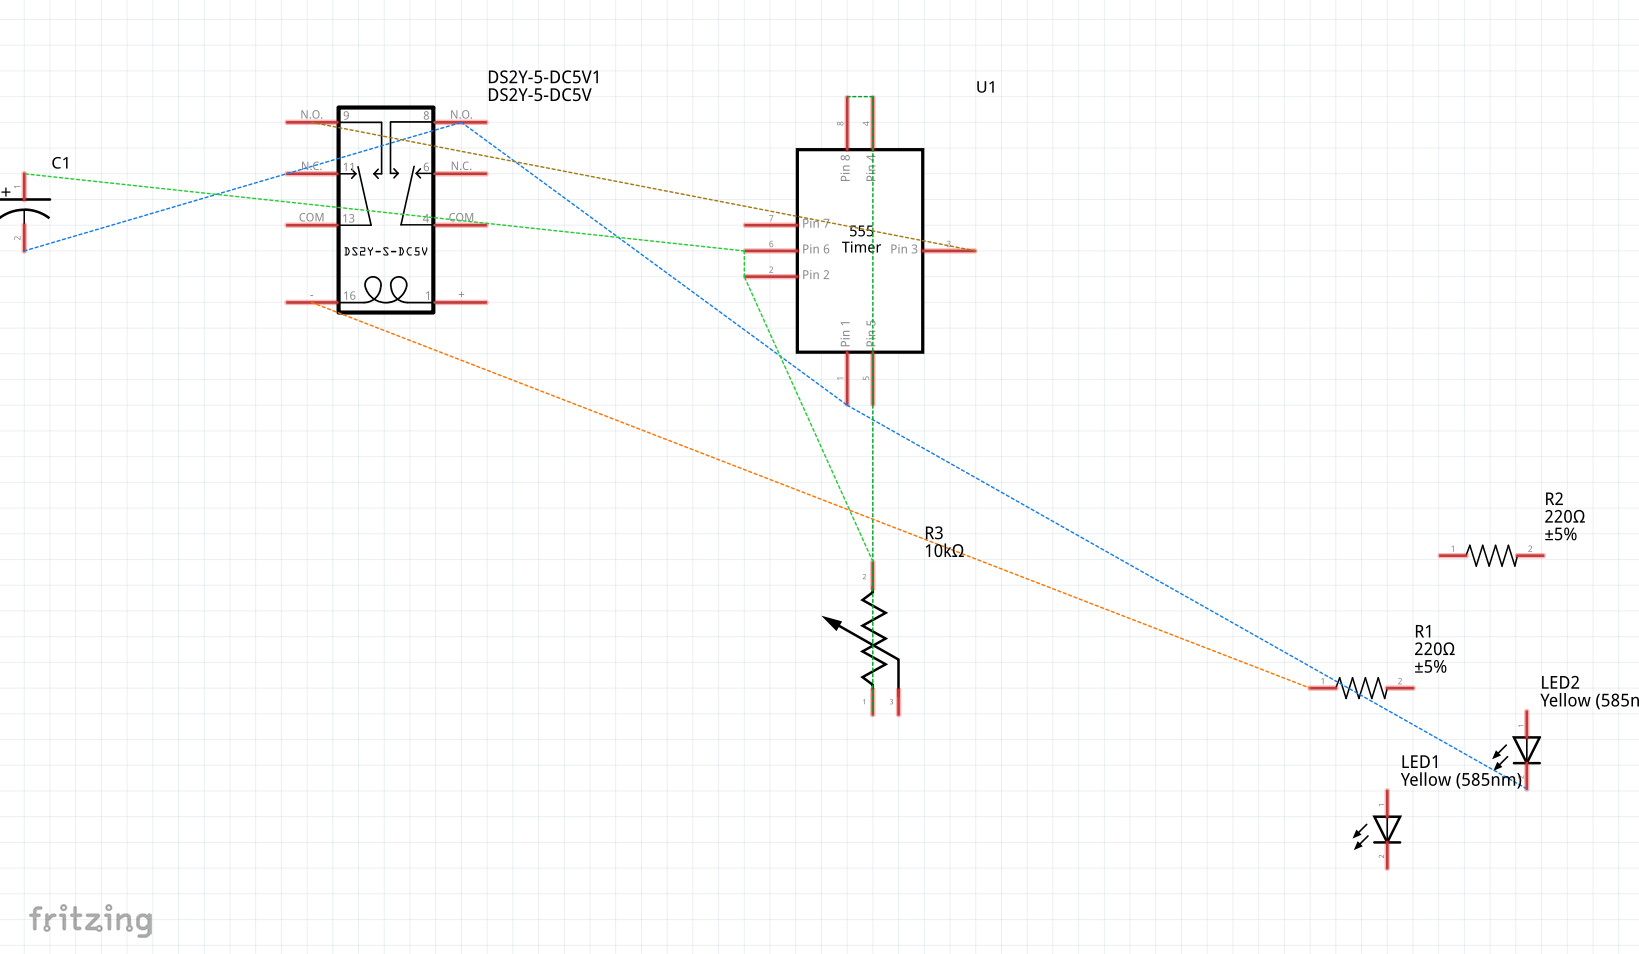 DS2Y-5-DC5V1
DS2Y-5-DC5V
U1
C1
+
1
2
N.O.
9
8
N.O.
N.C.
11
6
N.C.
COM
13
4
COM
DS2Y-S-DC5V
-
16
1
+
8
4
Pin 8
Pin 4
7
Pin 7
555
Timer
6
Pin 6
Pin 3
3
2
Pin 2
Pin 1
Pin 5
1
5
R3
10kΩ
2
1
3
R2
220Ω
±5%
1
2
R1
220Ω
±5%
1
2
LED2
Yellow (585n
1
LED1
Yellow (585nm)
1
2
fritzing